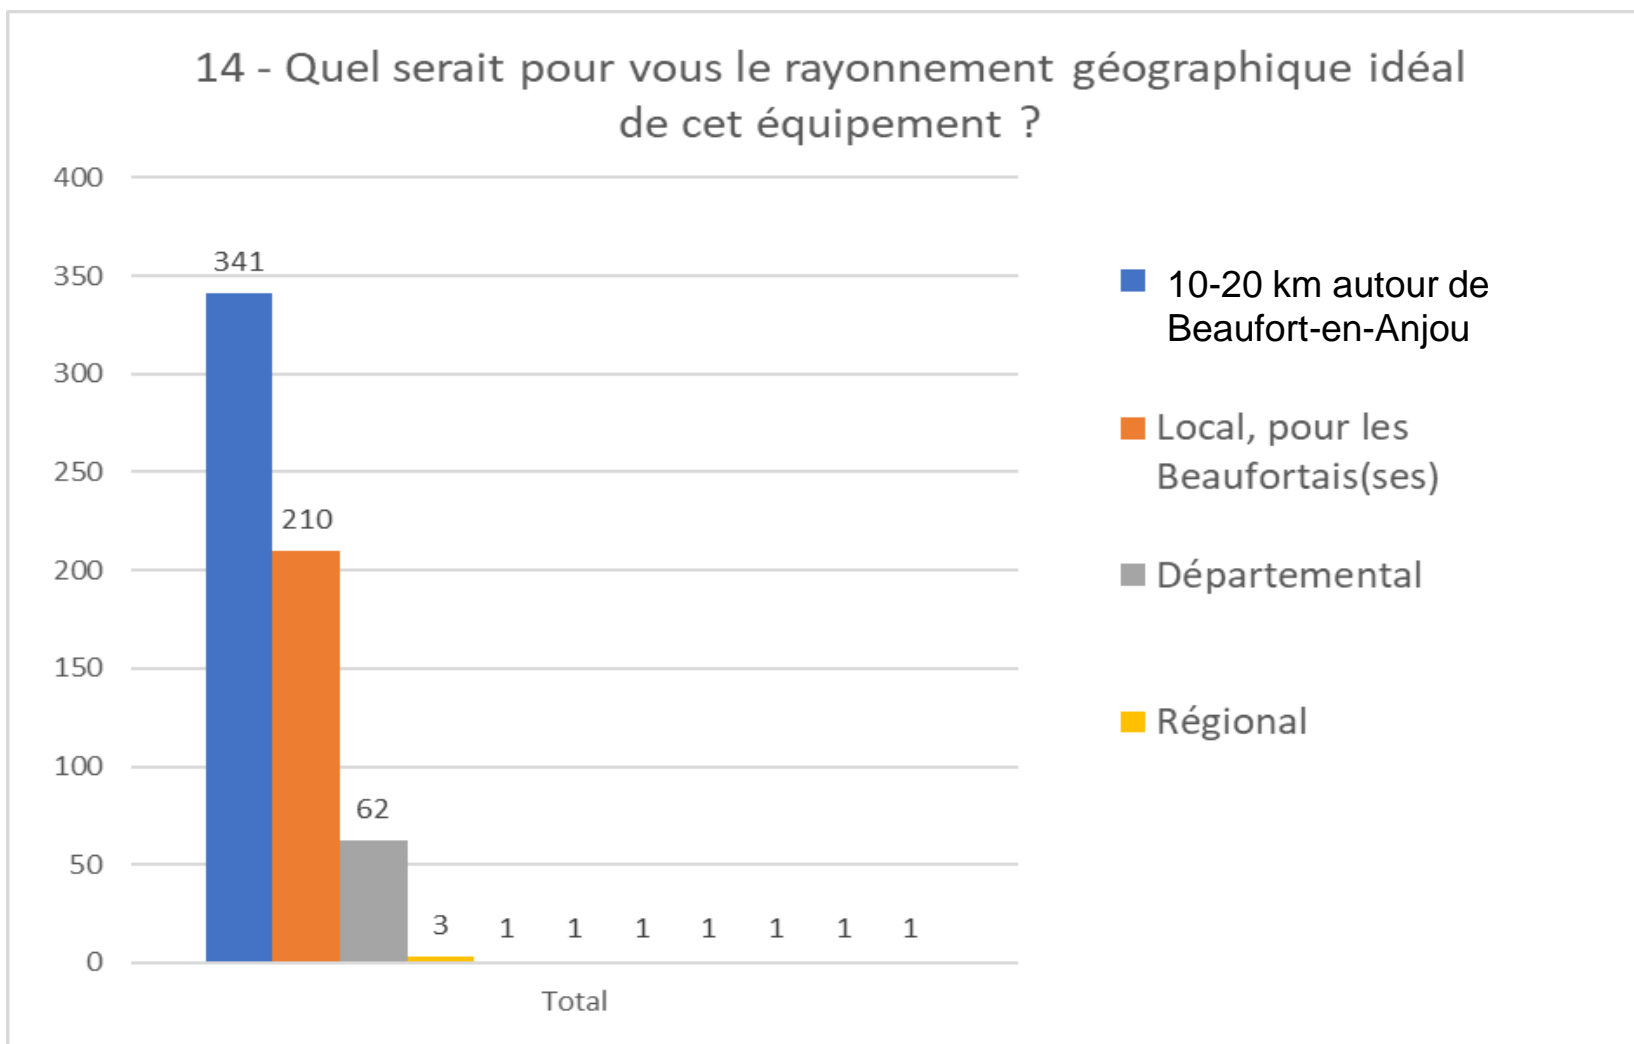 14 - Quel serait pour vous le rayonnement géographique idéal
de cet équipement ?
400
350
300
250
200
150
100
50
0
341
210
62
3
1
1
1
1
1
1
1
Total
10-20 km autour de
Beaufort-en-Anjou
Local, pour les
Beaufortais(ses)
Départemental
Régional